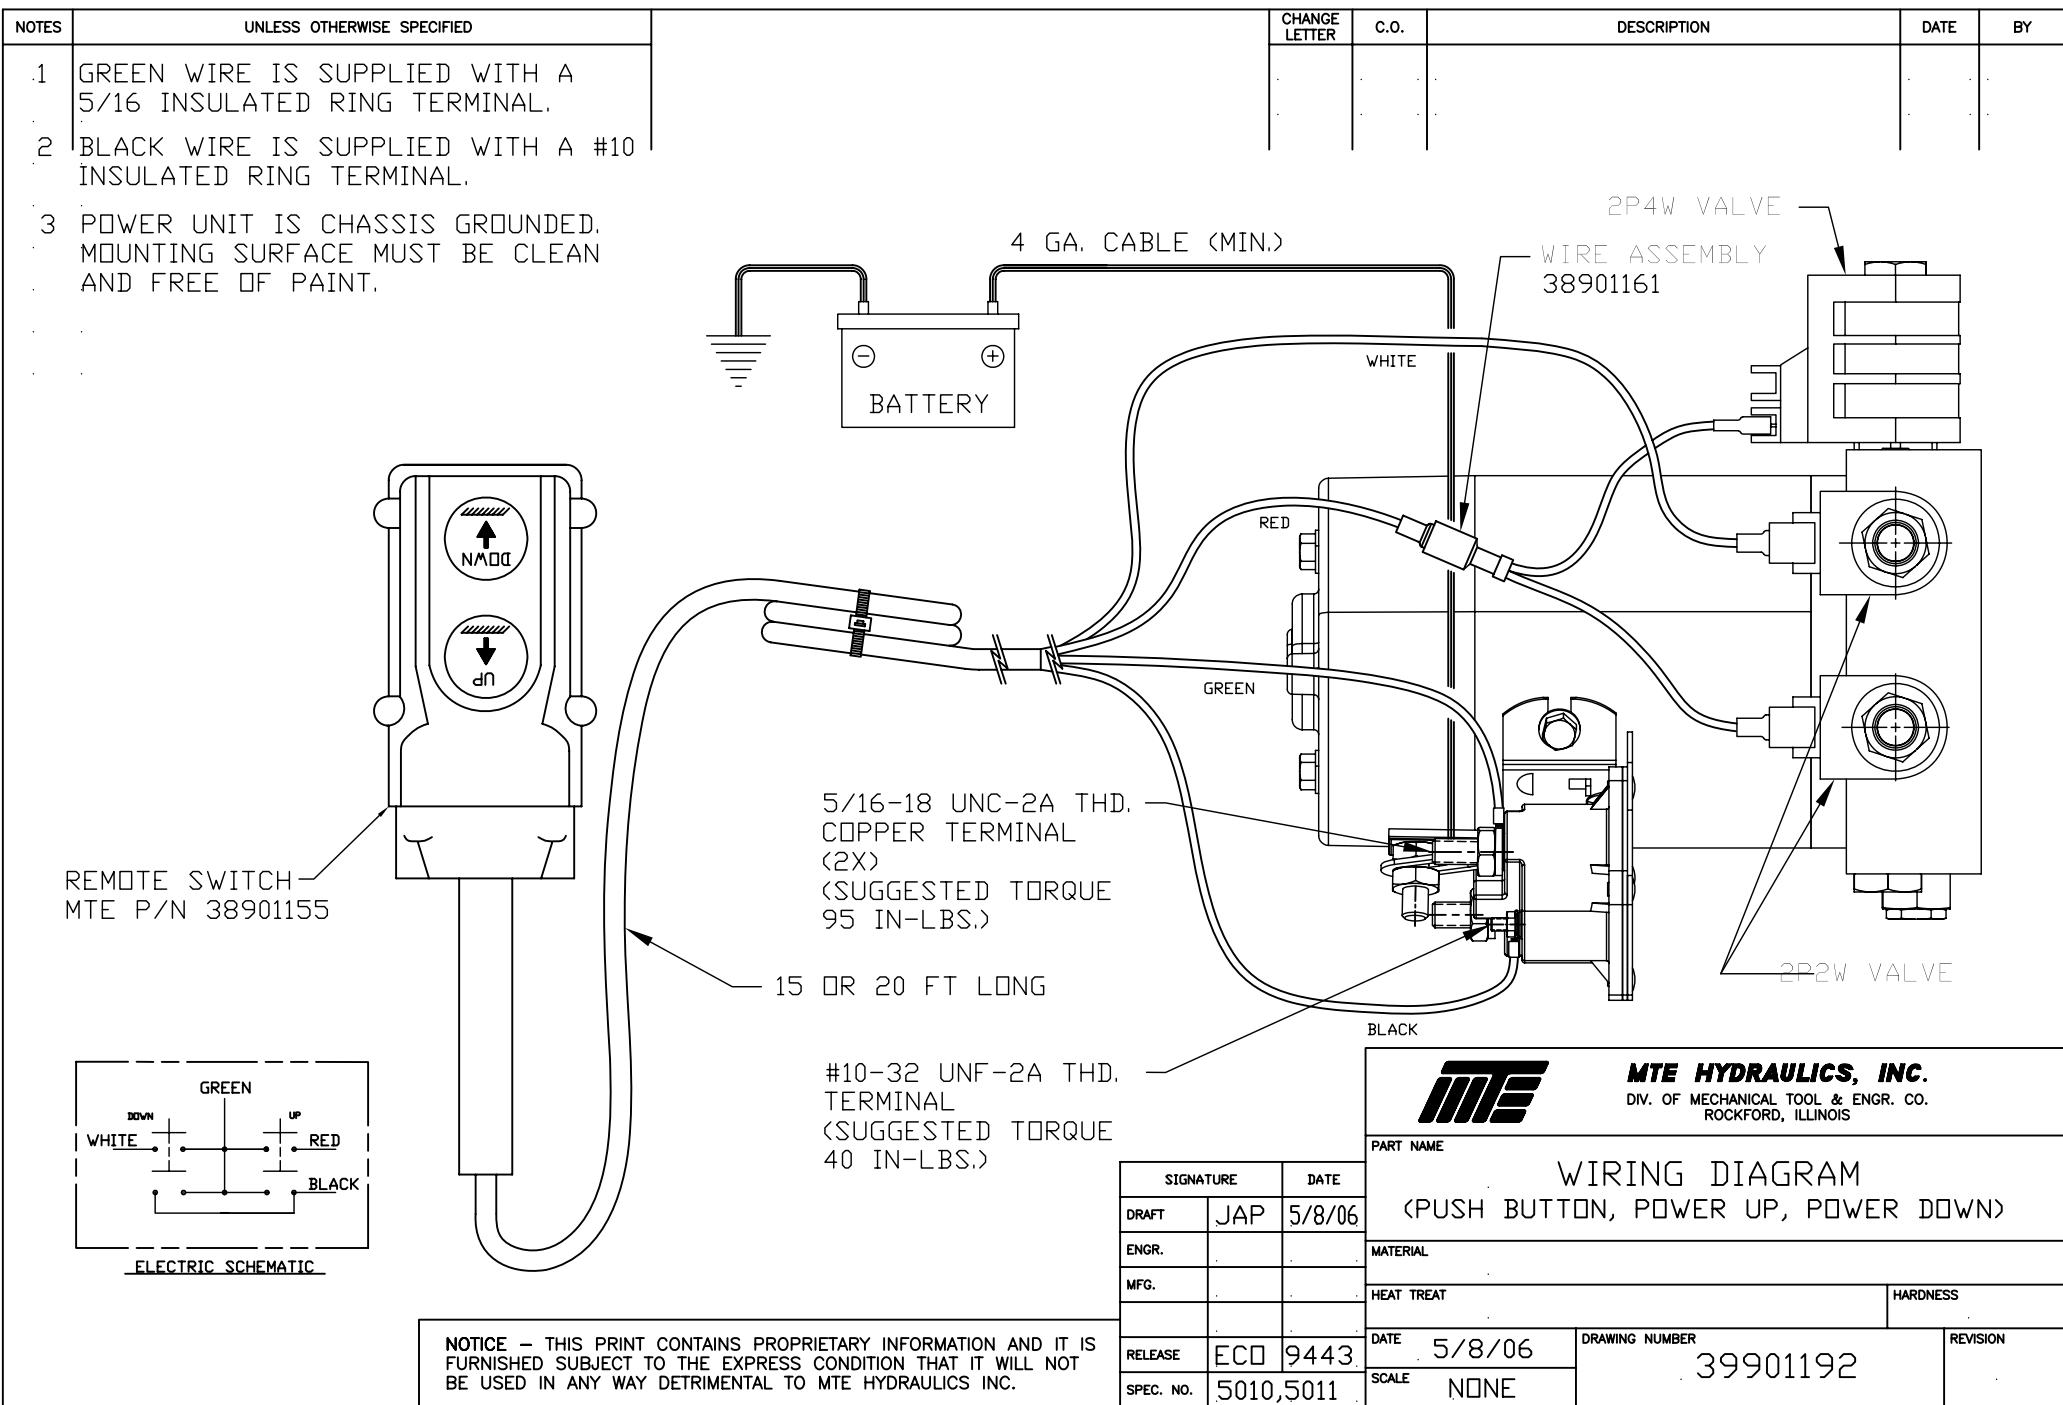 NOTES UNLESS OTHERWISE SPECIFIED
1 GREEN WIRE IS SUPPLIED WITH A
5/16 INSULATED RING TERMINAL.
2 BLACK WIRE IS SUPPLIED WITH A #10
INSULATED RING TERMINAL.
3 POWER UNIT IS CHASSIS GROUNDED.
MOUNTING SURFACE MUST BE CLEAN
AND FREE OF PAINT.
CHANGE LETTER C.O. DESCRIPTION DATE BY
2P4W VALVE
4 GA. CABLE (MIN.)
WIRE ASSEMBLY
38901161
BATTERY
WHITE
RED
GREEN
BLACK
DOWN
UP
REMOTE SWITCH
MTE P/N 38901155
5/16-18 UNC-2A THD.
COPPER TERMINAL
(2X)
(SUGGESTED TORQUE
95 IN-LBS.)
15 OR 20 FT LONG
2P2W VALVE
#10-32 UNF-2A THD.
TERMINAL
(SUGGESTED TORQUE
40 IN-LBS.)
GREEN
DOWN UP
WHITE RED
BLACK
ELECTRIC SCHEMATIC
NOTICE – THIS PRINT CONTAINS PROPRIETARY INFORMATION AND IT IS
FURNISHED SUBJECT TO THE EXPRESS CONDITION THAT IT WILL NOT
BE USED IN ANY WAY DETRIMENTAL TO MTE HYDRAULICS INC.
SIGNATURE DATE
DRAFT JAP 5/8/06
ENGR.
MFG.
RELEASE ECO 9443
SPEC. NO. 5010,5011
MTE
MTE HYDRAULICS, INC.
DIV. OF MECHANICAL TOOL & ENGR. CO.
ROCKFORD, ILLINOIS
PART NAME
WIRING DIAGRAM
(PUSH BUTTON, POWER UP, POWER DOWN)
MATERIAL
HEAT TREAT HARDNESS
DATE 5/8/06
SCALE NONE
DRAWING NUMBER
39901192
REVISION